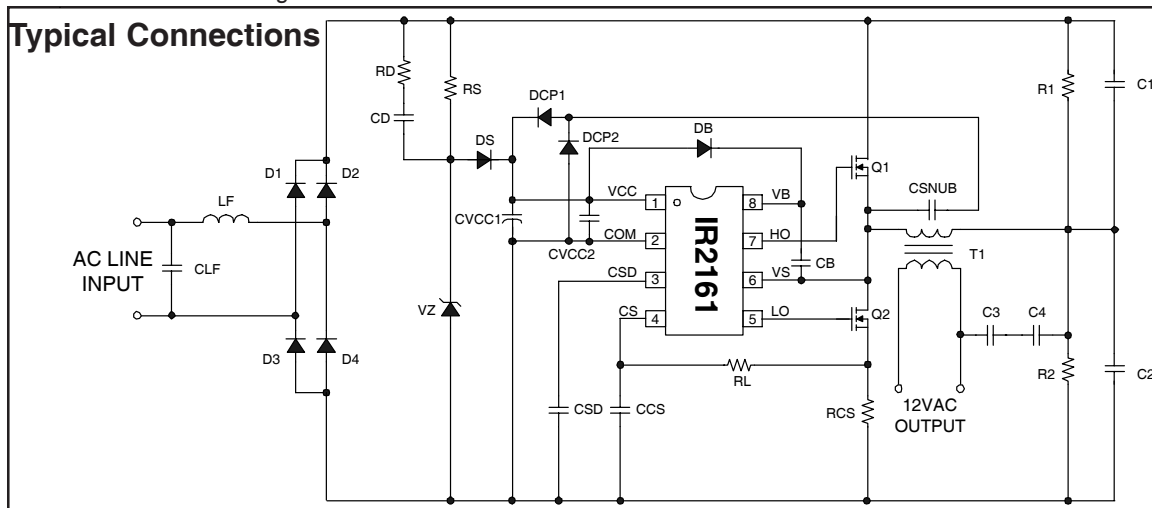 Typical Connections
RD
RS
CD
DS
DCP1
DCP2
DB
R1
C1
D1
D2
LF
AC LINE
INPUT
CLF
D3
D4
VZ
CVCC1
CVCC2
VCC
COM
CSD
CS
1
2
3
4
IR2161
8
7
6
5
VB
HO
VS
LO
CB
Q1
CSNUB
T1
Q2
C3
C4
R2
C2
RL
CSD
CCS
RCS
12VAC
OUTPUT